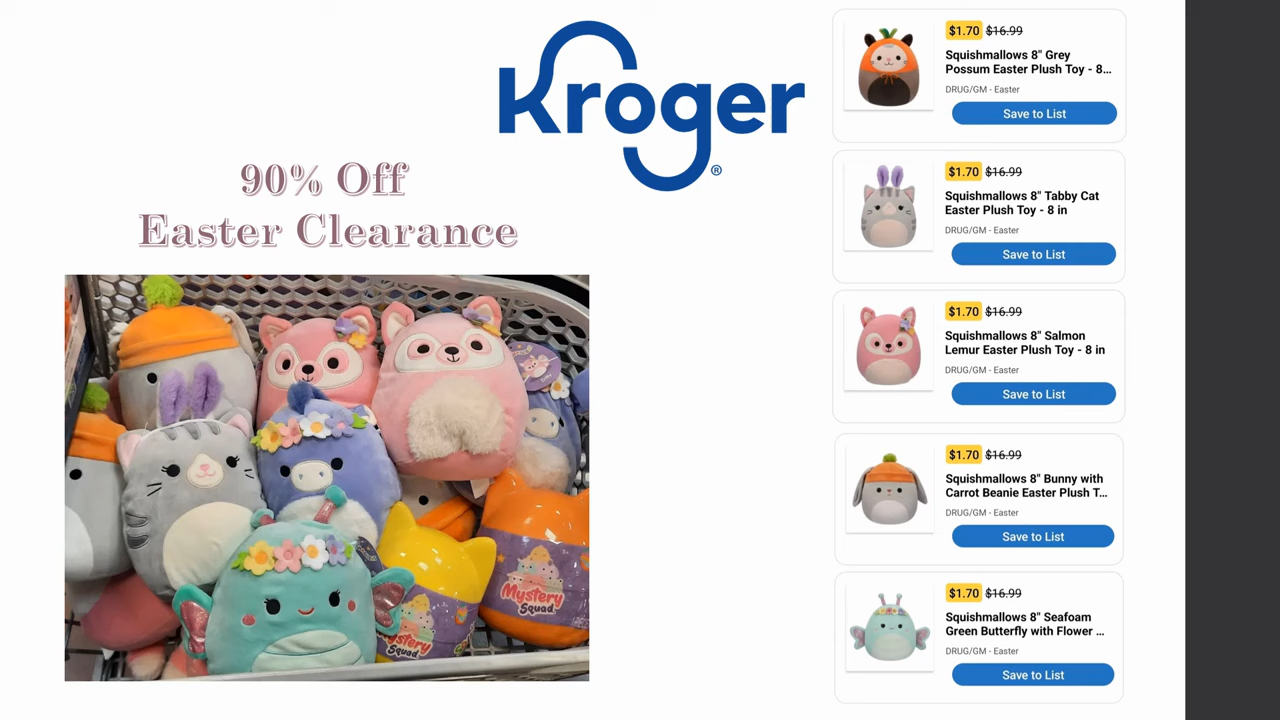 Kroger
®
90% Off
Easter Clearance
Mystery
Squad
Mystery
Squad
$1.70 $16.99
Squishmallows 8" Grey
Possum Easter Plush Toy - 8...
DRUG/GM - Easter
Save to List
$1.70 $16.99
Squishmallows 8" Tabby Cat
Easter Plush Toy - 8 in
DRUG/GM - Easter
Save to List
$1.70 $16.99
Squishmallows 8" Salmon
Lemur Easter Plush Toy - 8 in
DRUG/GM - Easter
Save to List
$1.70 $16.99
Squishmallows 8" Bunny with
Carrot Beanie Easter Plush T...
DRUG/GM - Easter
Save to List
$1.70 $16.99
Squishmallows 8" Seafoam
Green Butterfly with Flower ...
DRUG/GM - Easter
Save to List